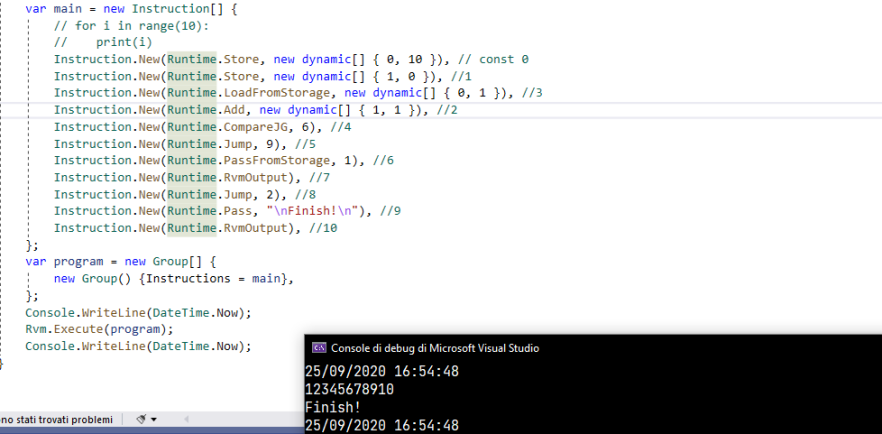 var main = new Instruction[] {
// for i in range(10):
//    print(i)
Instruction.New(Runtime.Store, new dynamic[] { 0, 10 }), // const 0
Instruction.New(Runtime.Store, new dynamic[] { 1, 0 }), //1
Instruction.New(Runtime.LoadFromStorage, new dynamic[] { 0, 1 }), //3
Instruction.New(Runtime.Add, new dynamic[] { 1, 1 }), //2
Instruction.New(Runtime.CompareJG, 6), //4
Instruction.New(Runtime.Jump, 9), //5
Instruction.New(Runtime.PassFromStorage, 1), //6
Instruction.New(Runtime.RvmOutput), //7
Instruction.New(Runtime.Jump, 2), //8
Instruction.New(Runtime.Pass, "\nFinish!\n"), //9
Instruction.New(Runtime.RvmOutput), //10
};
var program = new Group[] {
new Group() {Instructions = main},
};
Console.WriteLine(DateTime.Now);
Rvm.Execute(program);
Console.WriteLine(DateTime.Now);
}
Console di debug di Microsoft Visual Studio
25/09/2020 16:54:48
12345678910
Finish!
25/09/2020 16:54:48
no stati trovati problemi